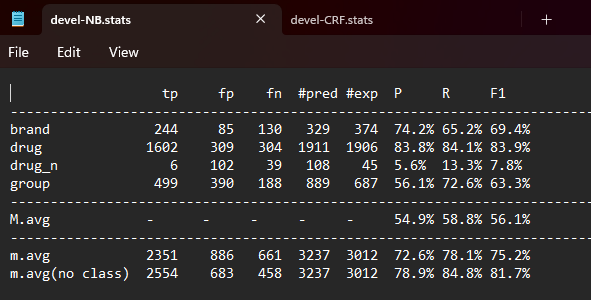 devel-NB.stats devel-CRF.stats
File Edit View
tp fp fn #pred #exp P R F1
------------------------------------------------------------------------------
brand 244 85 130 329 374 74.2% 65.2% 69.4%
drug 1602 309 304 1911 1906 83.8% 84.1% 83.9%
drug_n 6 102 39 108 45 5.6% 13.3% 7.8%
group 499 390 188 889 687 56.1% 72.6% 63.3%
------------------------------------------------------------------------------
M.avg - - - - - 54.9% 58.8% 56.1%
------------------------------------------------------------------------------
m.avg 2351 886 661 3237 3012 72.6% 78.1% 75.2%
m.avg(no class) 2554 683 458 3237 3012 78.9% 84.8% 81.7%